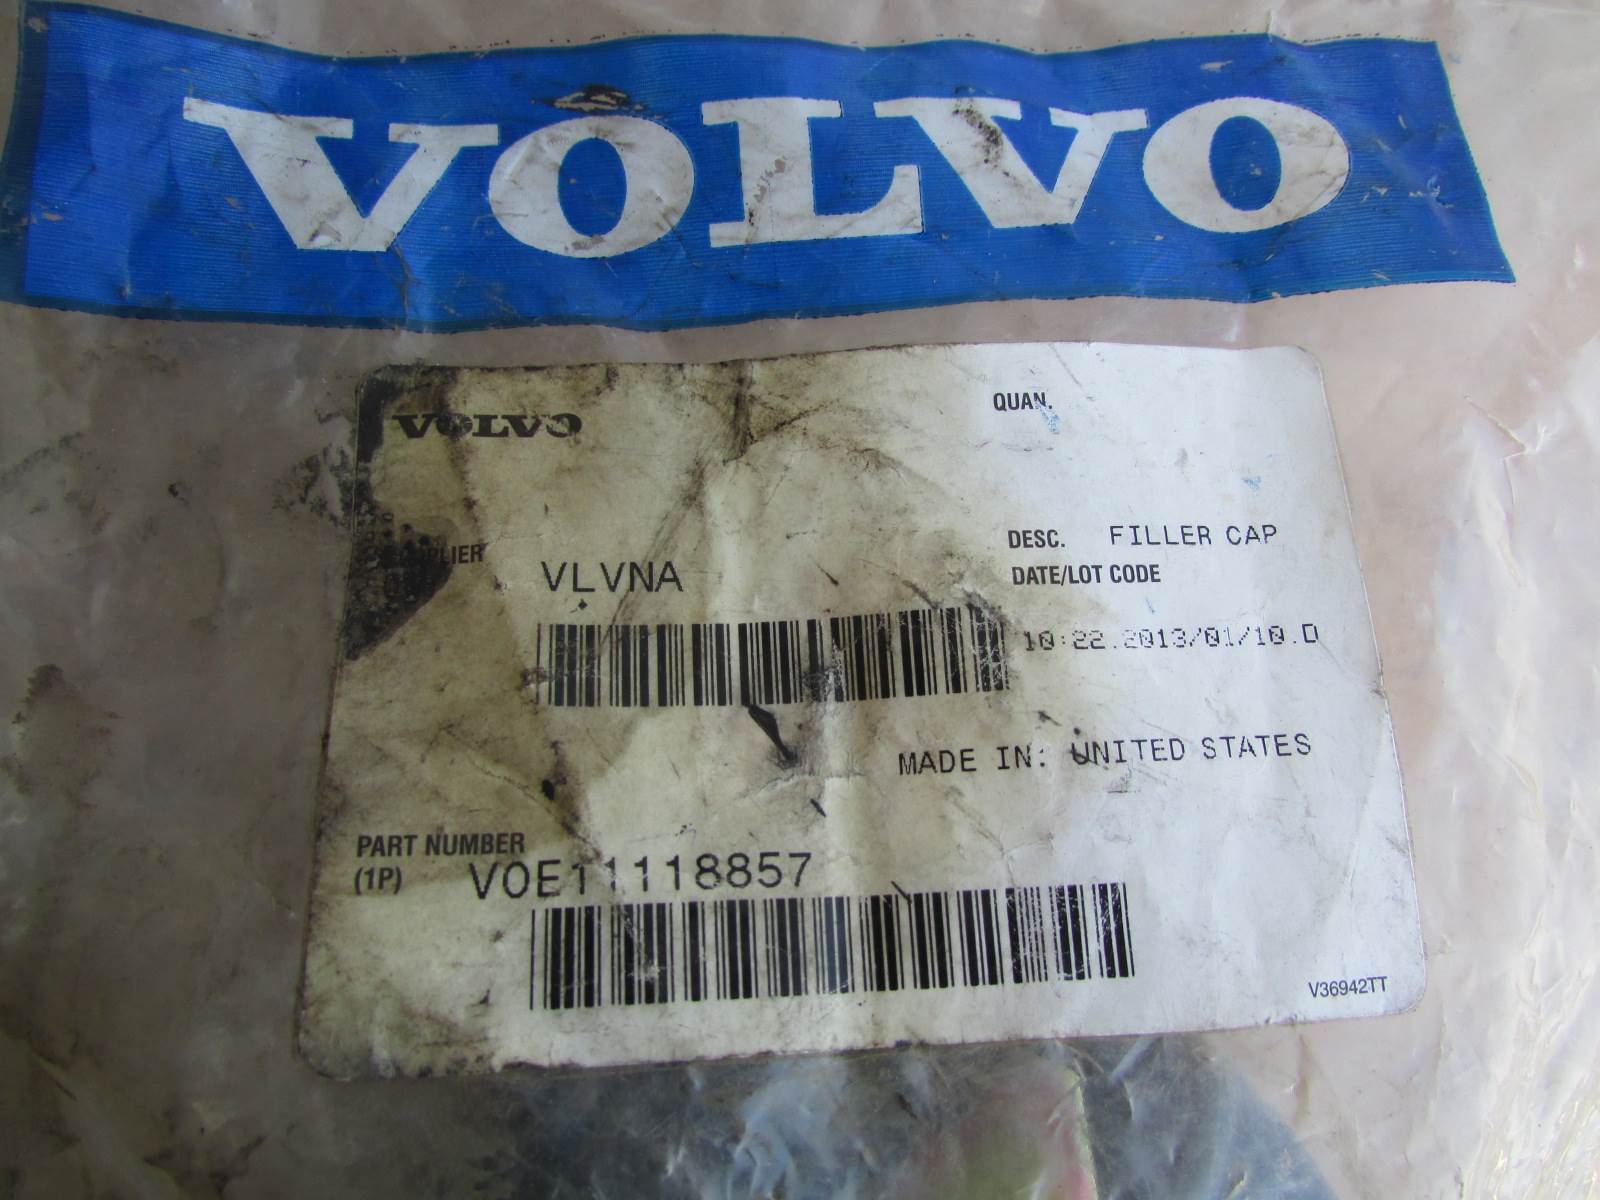 VOLVO
VOLVO
QUAN.
DESC. FILLER CAP
SUPPLIER
VLVNA
DATE/LOT CODE
10:22.2013/01/10.D
MADE IN: UNITED STATES
PART NUMBER
(1P) VOE11118857
V36942TT